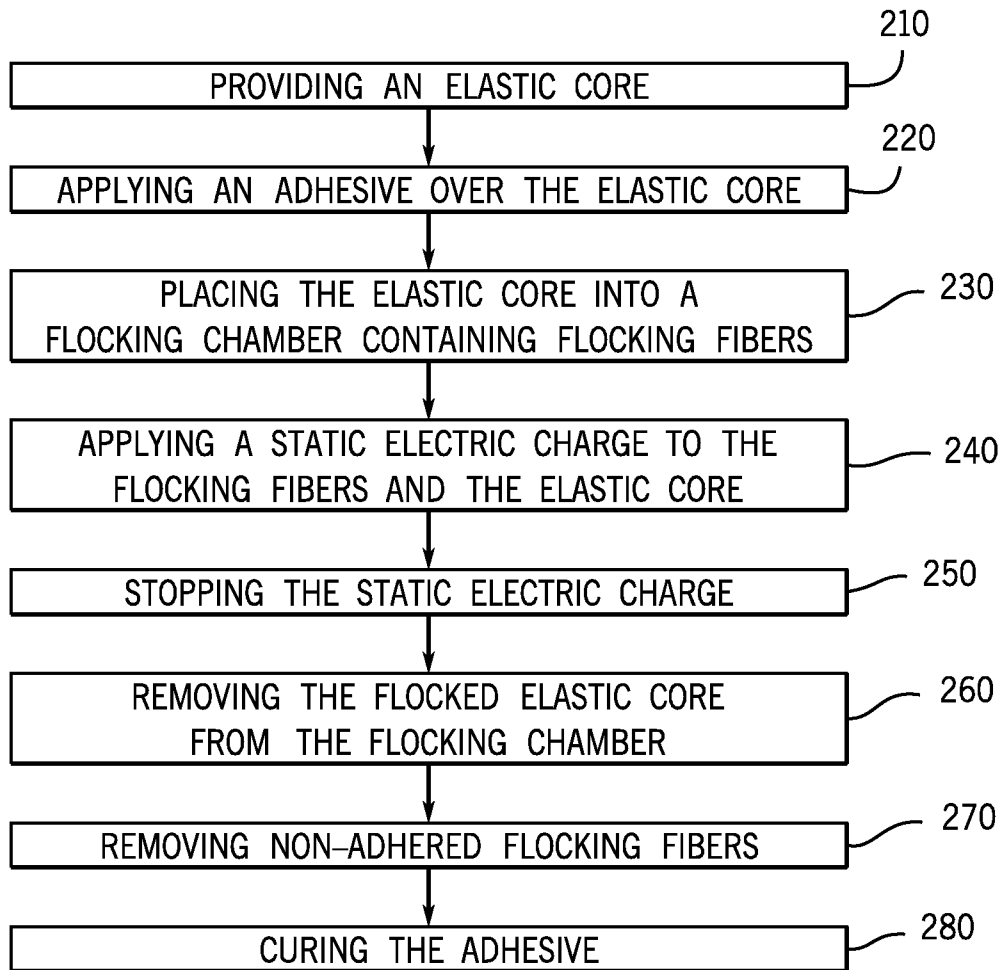 210
PROVIDING AN ELASTIC CORE
220
APPLYING AN ADHESIVE OVER THE ELASTIC CORE
230
PLACING THE ELASTIC CORE INTO A
FLOCKING CHAMBER CONTAINING FLOCKING FIBERS
240
APPLYING A STATIC ELECTRIC CHARGE TO THE
FLOCKING FIBERS AND THE ELASTIC CORE
250
STOPPING THE STATIC ELECTRIC CHARGE
260
REMOVING THE FLOCKED ELASTIC CORE
FROM THE FLOCKING CHAMBER
270
REMOVING NON–ADHERED FLOCKING FIBERS
280
CURING THE ADHESIVE